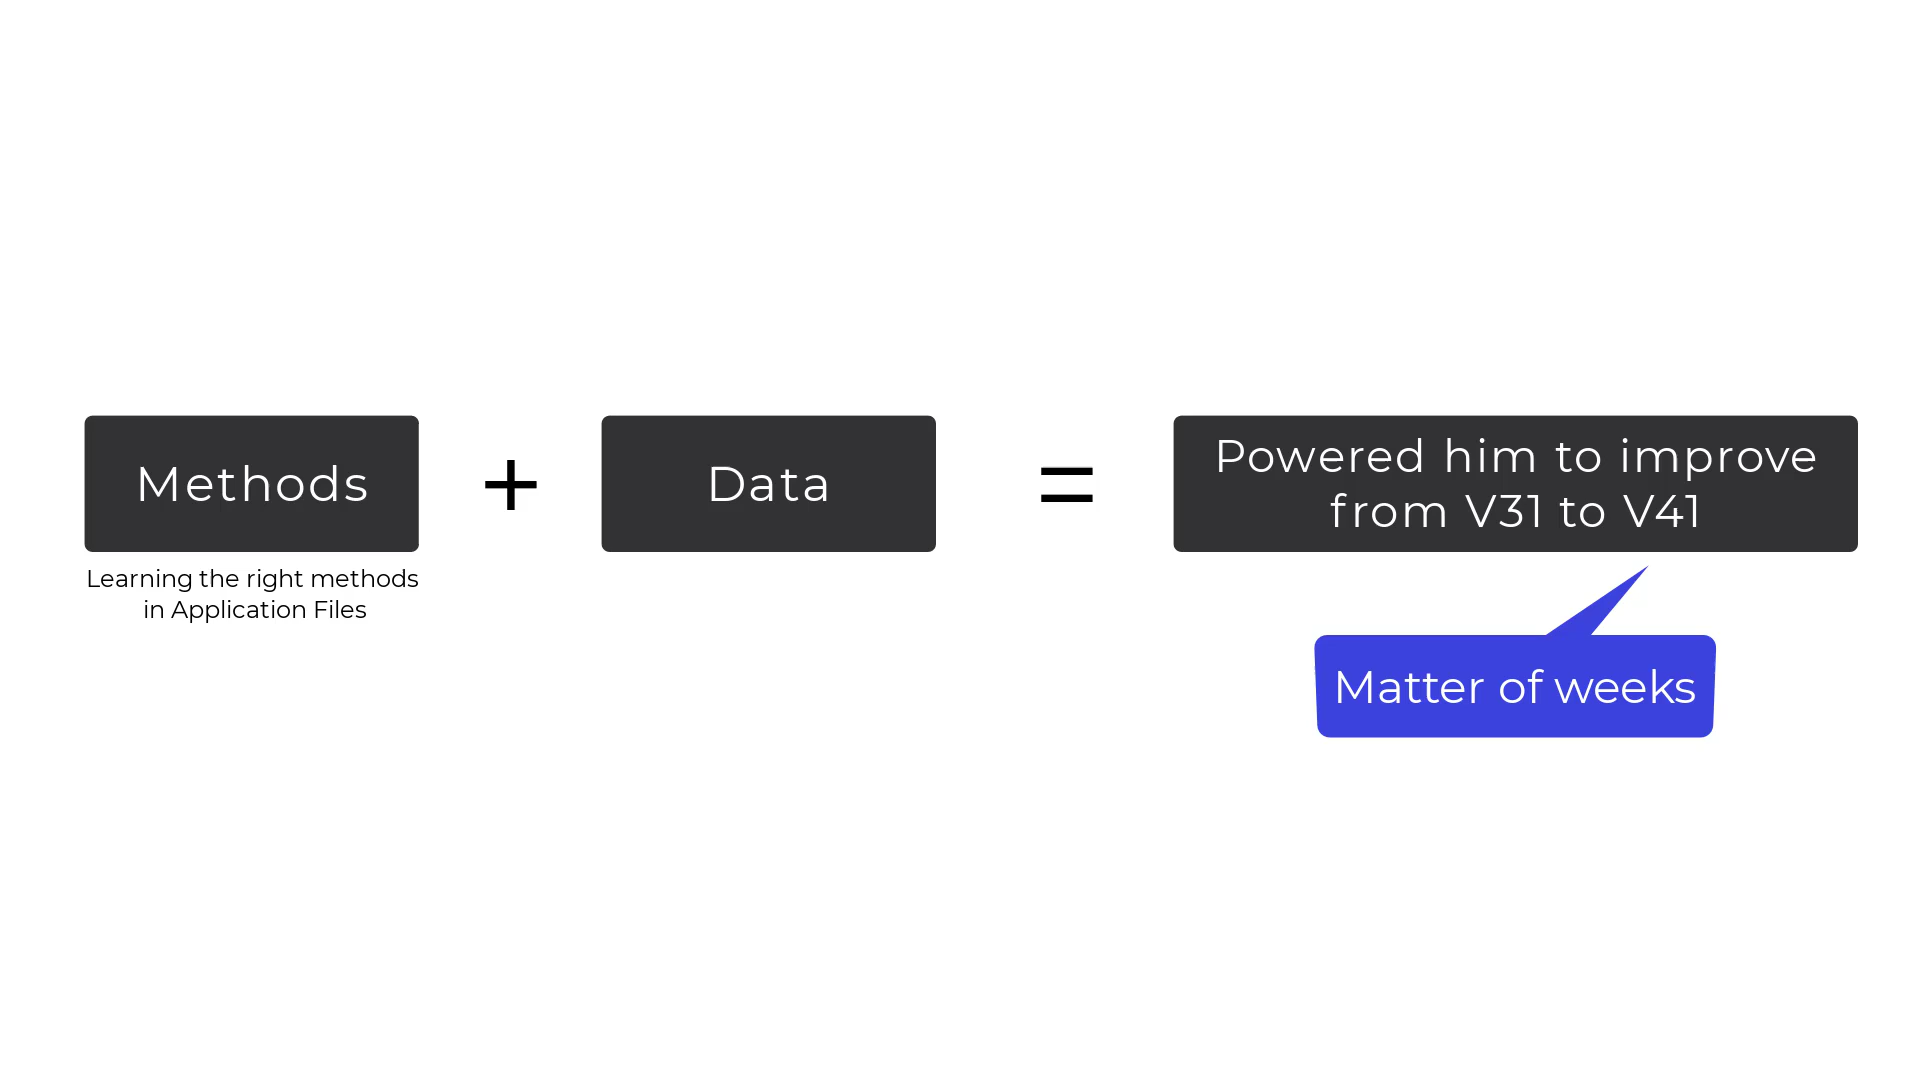 Methods
+
Data
=
Powered him to improve
from V31 to V41
Learning the right methods
in Application Files
Matter of weeks